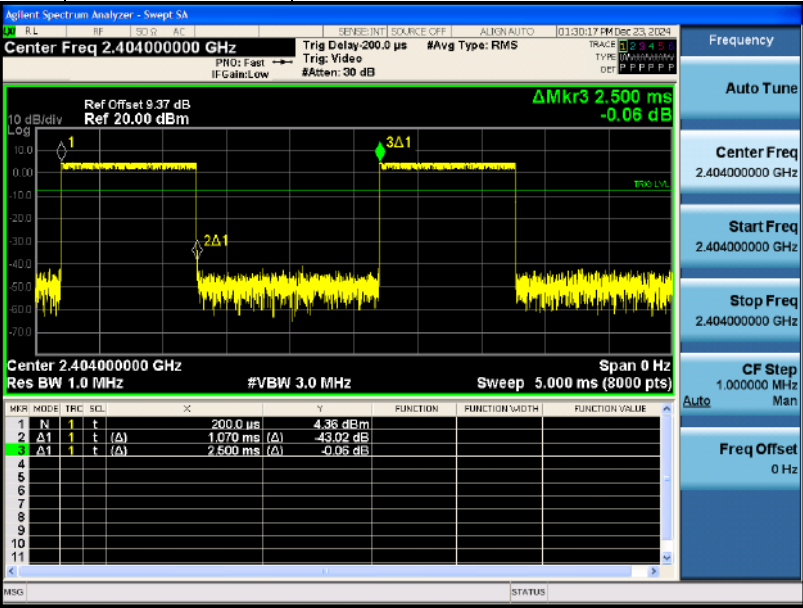 Agilent Spectrum Analyzer - Swept SA
RL RF 50 Ω AC SENSE:INT SOURCE OFF ALIGN AUTO 01:30:17 PM Dec 23, 2024
Center Freq 2.404000000 GHz
PNO: Fast
IFGain:Low
Trig Delay-200.0 µs
Trig: Video
#Atten: 30 dB
#Avg Type: RMS
TRACE 1 2 3 4 5 6
TYPE
DET P P P P P P
ΔMkr3 2.500 ms
-0.06 dB
Ref Offset 9.37 dB
10 dB/div Ref 20.00 dBm
Log
10.0
0.00
-10.0
-20.0
-30.0
-40.0
-50.0
-60.0
-70.0
1
3Δ1
TRIG LVL
2Δ1
Center 2.404000000 GHz Span 0 Hz
Res BW 1.0 MHz #VBW 3.0 MHz Sweep 5.000 ms (8000 pts)
MKR MODE TRC SCL X Y FUNCTION FUNCTION WIDTH FUNCTION VALUE
1 N 1 t 200.0 µs 4.36 dBm
2 Δ1 1 t (Δ) 1.070 ms (Δ) -43.02 dB
3 Δ1 1 t (Δ) 2.500 ms (Δ) -0.06 dB
4
5
6
7
8
9
10
11
MSG STATUS
Frequency
Auto Tune
Center Freq
2.404000000 GHz
Start Freq
2.404000000 GHz
Stop Freq
2.404000000 GHz
CF Step
1.000000 MHz
Auto Man
Freq Offset
0 Hz